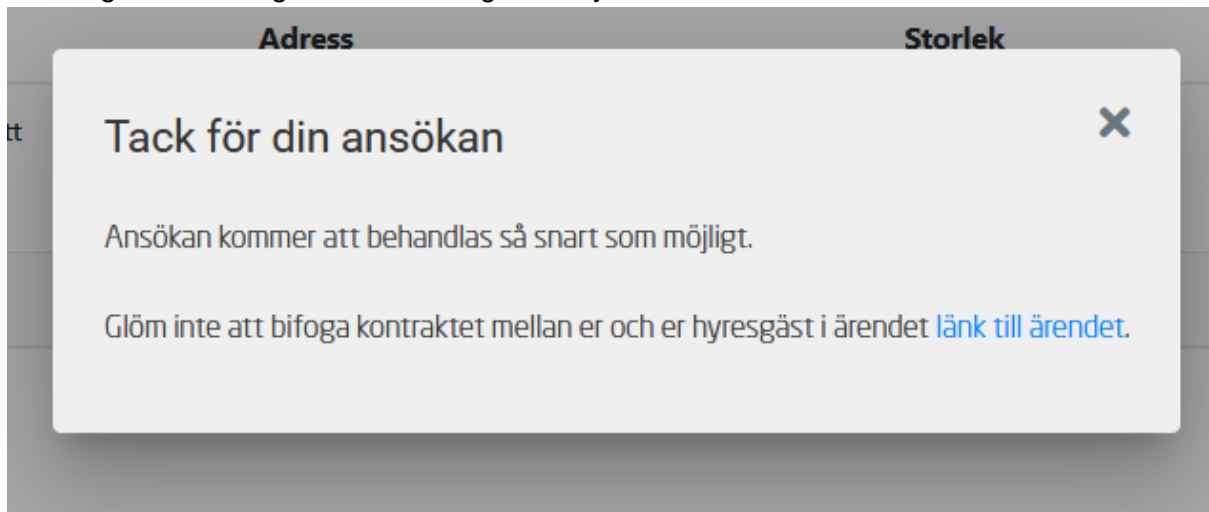 Adress Storlek
tt
Tack för din ansökan
Ansökan kommer att behandlas så snart som möjligt.
Glöm inte att bifoga kontraktet mellan er och er hyresgäst i ärendet länk till ärendet.